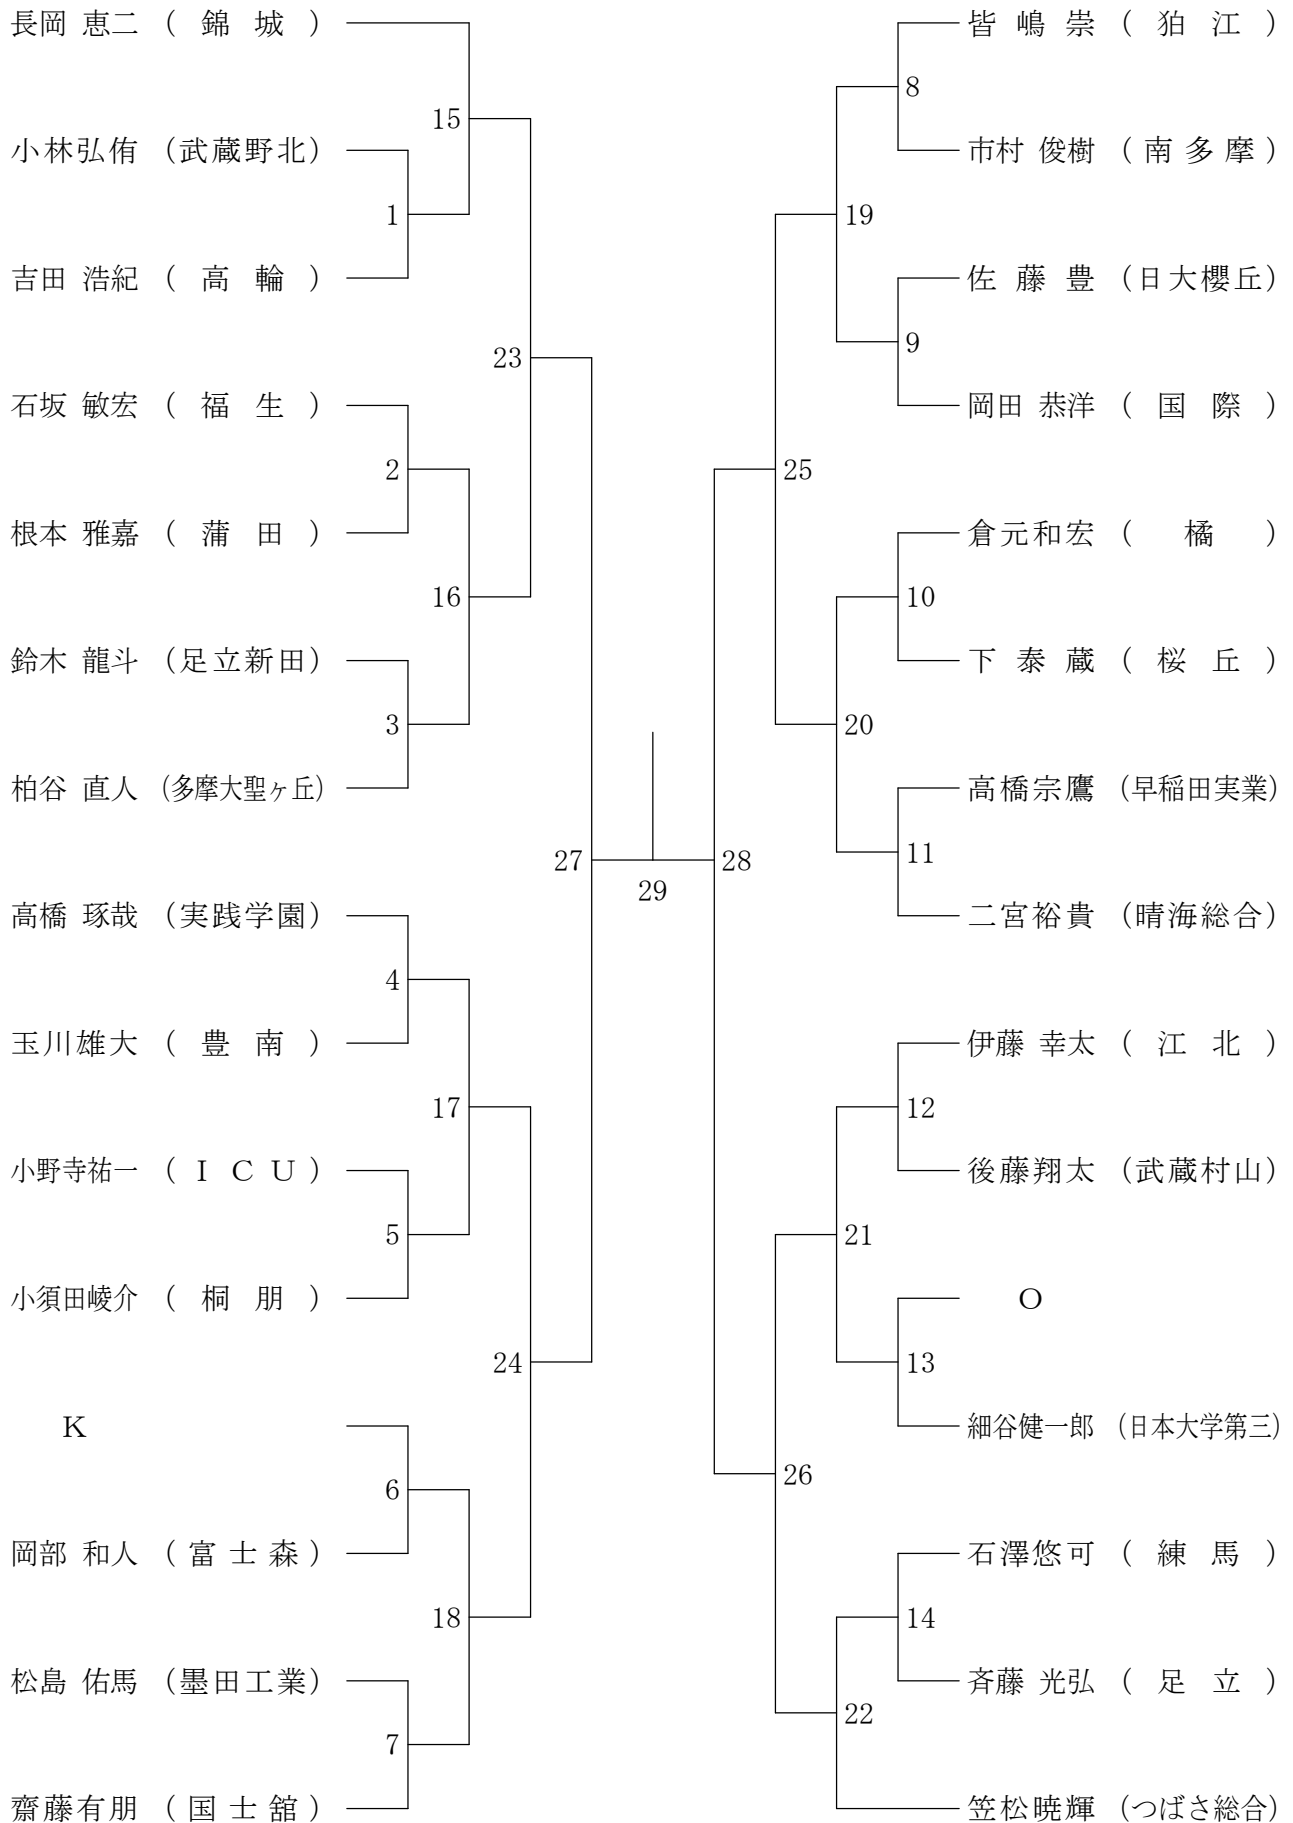 長岡 恵二 ( 錦 城 )
15
小林弘侑 (武蔵野北)
1
吉田 浩紀 ( 高 輪 )
23
石坂 敏宏 ( 福 生 )
2
根本 雅嘉 ( 蒲 田 )
16
鈴木 龍斗 (足立新田)
3
柏谷 直人 (多摩大聖ヶ丘)
27
高橋 琢哉 (実践学園)
4
玉川雄大 ( 豊 南 )
17
小野寺祐一 ( I C U )
5
小須田崚介 ( 桐 朋 )
24
K
6
岡部 和人 ( 富 士 森 )
18
松島 佑馬 (墨田工業)
7
齋藤有朋 ( 国 士 舘 )
29
皆 嶋 崇 ( 狛 江 )
8
市村 俊樹 ( 南 多 摩 )
19
佐 藤 豊 (日大櫻丘)
9
岡田 恭洋 ( 国 際 )
25
倉元和宏 ( 橘 )
10
下 泰 蔵 ( 桜 丘 )
20
高橋宗鷹 (早稲田実業)
11
二宮裕貴 (晴海総合)
28
伊藤 幸太 ( 江 北 )
12
後藤翔太 (武蔵村山)
21
O
13
細谷健一郎 (日本大学第三)
26
石澤悠可 ( 練 馬 )
14
斉藤 光弘 ( 足 立 )
22
笠松暁輝 (つばさ総合)